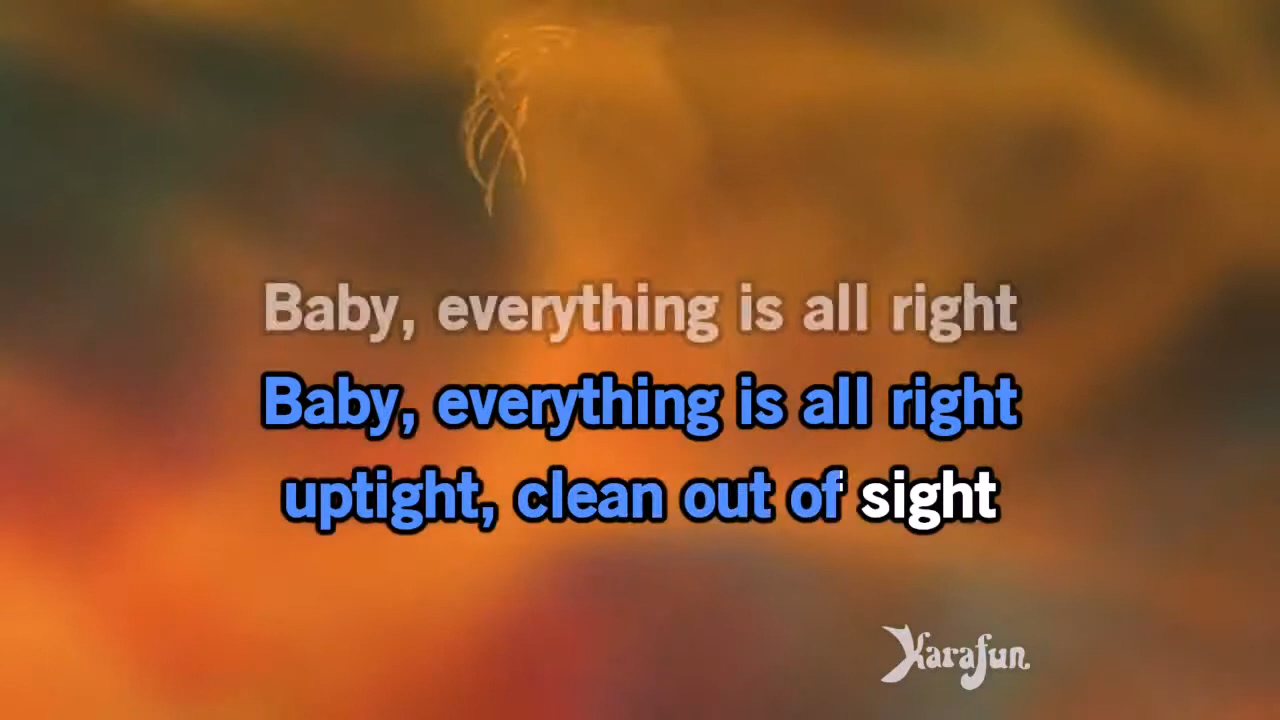 Baby, everything is all right
Baby, everything is all right
uptight, clean out of sight
Karafun